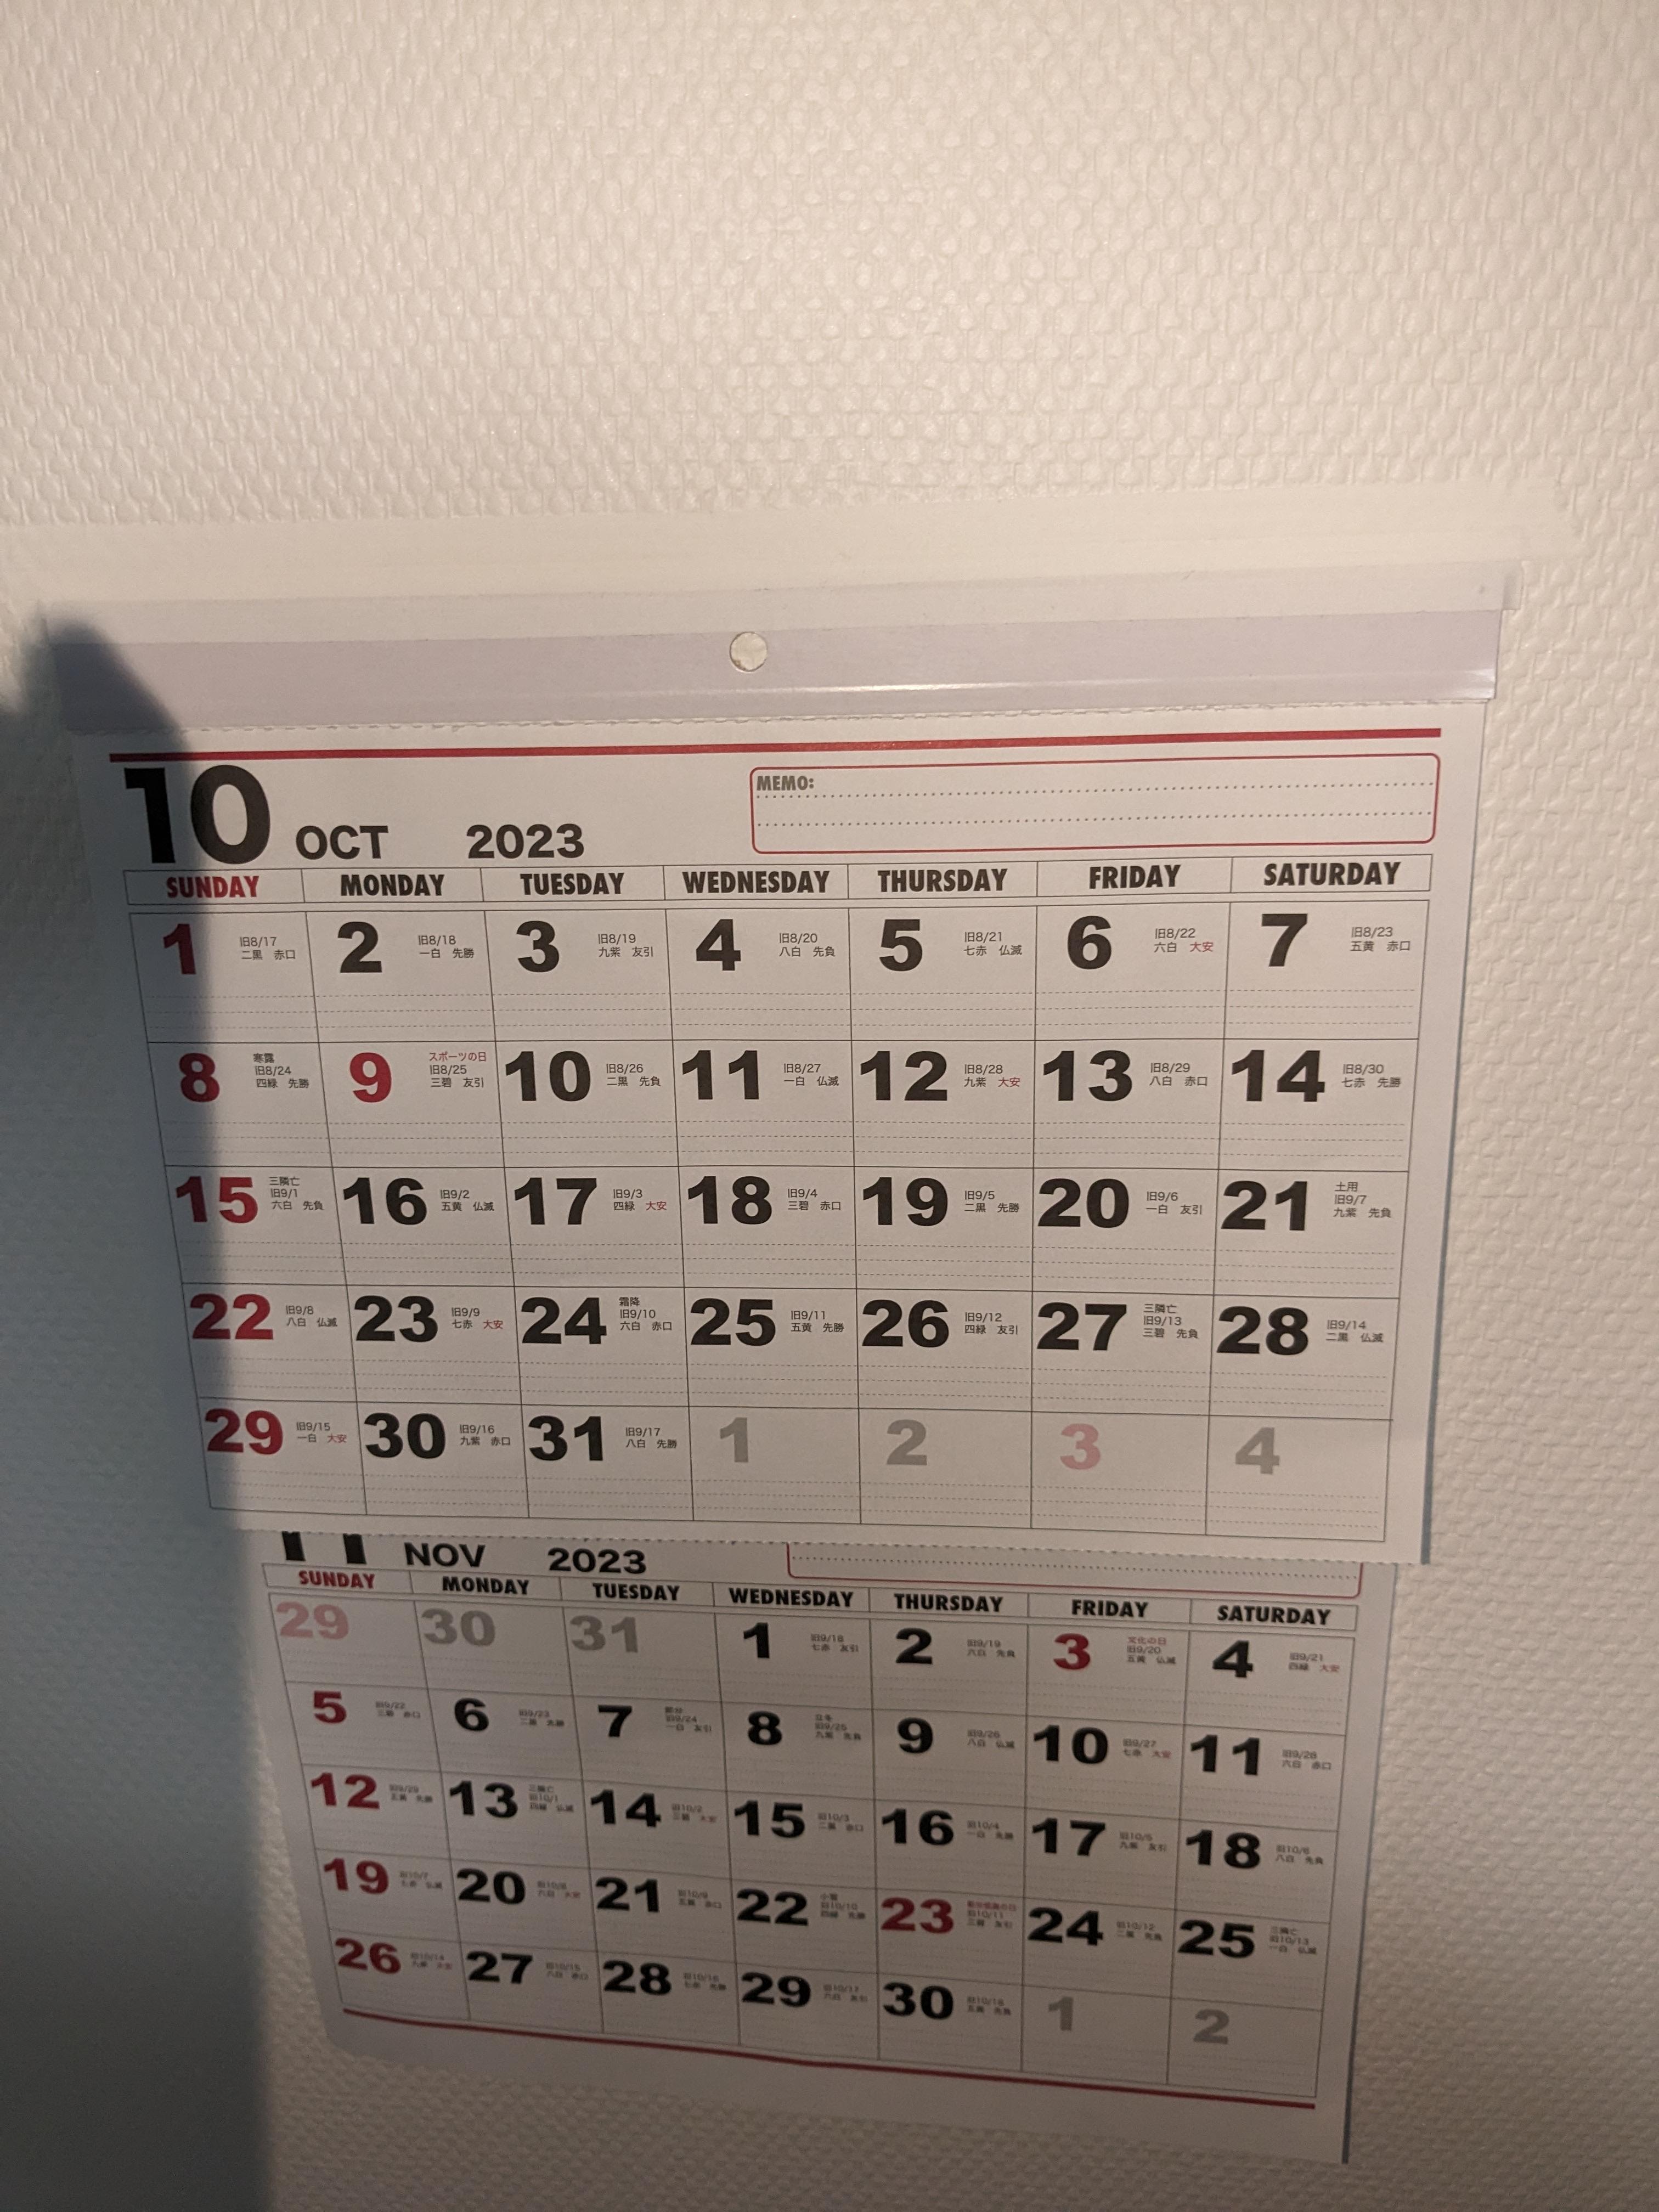 10 OCT 2023
MEMO:
SUNDAY MONDAY TUESDAY WEDNESDAY THURSDAY FRIDAY SATURDAY
1 旧8/17 二黒 赤口
2 旧8/18 一白 先勝
3 旧8/19 九紫 友引
4 旧8/20 八白 先負
5 旧8/21 七赤 仏滅
6 旧8/22 六白 大安
7 旧8/23 五黄 赤口
8 寒露 旧8/24 四緑 先勝
9 スポーツの日 旧8/25 三碧 友引
10 旧8/26 二黒 先負
11 旧8/27 一白 仏滅
12 旧8/28 九紫 大安
13 旧8/29 八白 赤口
14 旧8/30 七赤 先勝
15 三隣亡 旧9/1 六白 先負
16 旧9/2 五黄 仏滅
17 旧9/3 四緑 大安
18 旧9/4 三碧 赤口
19 旧9/5 二黒 先勝
20 旧9/6 一白 友引
21 土用 旧9/7 九紫 先負
22 旧9/8 八白 仏滅
23 旧9/9 七赤 大安
24 霜降 旧9/10 六白 赤口
25 旧9/11 五黄 先勝
26 旧9/12 四緑 友引
27 三隣亡 旧9/13 三碧 先負
28 旧9/14 二黒 仏滅
29 旧9/15 一白 大安
30 旧9/16 九紫 赤口
31 旧9/17 八白 先勝
1
2
3
4
11 NOV 2023
SUNDAY MONDAY TUESDAY WEDNESDAY THURSDAY FRIDAY SATURDAY
29
30
31
1 旧9/18 七赤 友引
2 旧9/19 六白 先負
3 文化の日 旧9/20 五黄 仏滅
4 旧9/21 四緑 大安
5 旧9/22 三碧 赤口
6 旧9/23 二黒 先勝
7 旧9/24 一白 友引
8 立冬 旧9/25 九紫 先負
9 旧9/26 八白 仏滅
10 旧9/27 七赤 大安
11 旧9/28 六白 赤口
12 旧9/29 五黄 先勝
13 三隣亡 旧10/1 四緑 仏滅
14 旧10/2 三碧 大安
15 旧10/3 二黒 赤口
16 旧10/4 一白 先勝
17 旧10/5 九紫 友引
18 旧10/6 八白 先負
19 旧10/7 七赤 仏滅
20 旧10/8 六白 大安
21 旧10/9 五黄 赤口
22 小雪 旧10/10 四緑 先勝
23 勤労感謝の日 旧10/11 三碧 友引
24 旧10/12 二黒 先負
25 三隣亡 旧10/13 一白 仏滅
26 旧10/14 九紫 大安
27 旧10/15 八白 赤口
28 旧10/16 七赤 先勝
29 旧10/17 六白 友引
30 旧10/18 五黄 先負
1
2